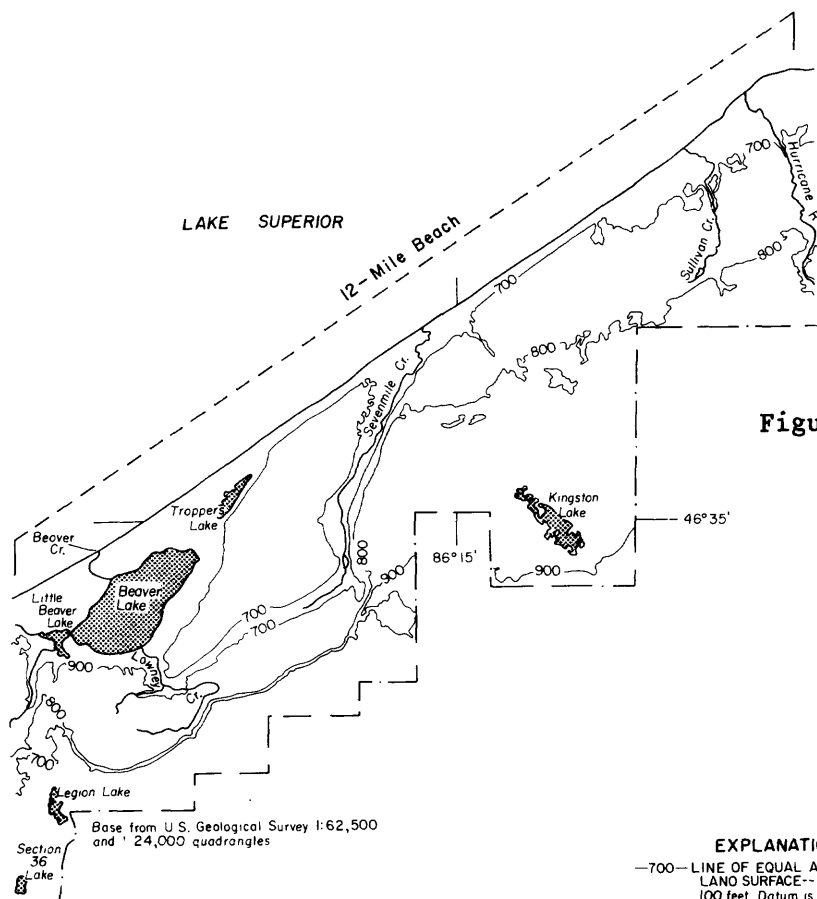 LAKE SUPERIOR
12-Mile Beach
700
Hurricane
Sullivan Cr.
800
700
800
Sevenmile Cr.
Figu
Kingston
Lake
Trappers
Lake
46°35'
86°15'
Beaver
Cr.
800
900
900
Beaver
Lake
Little
Beaver
Lake
700
700
900
Lowney
Cr.
800
700
Legion Lake
Base from U.S. Geological Survey 1:62,500
and 1 24,000 quadrangles
Section
36
Lake
EXPLANATIO
—700— LINE OF EQUAL A
LAND SURFACE--
100 feet. Datum is